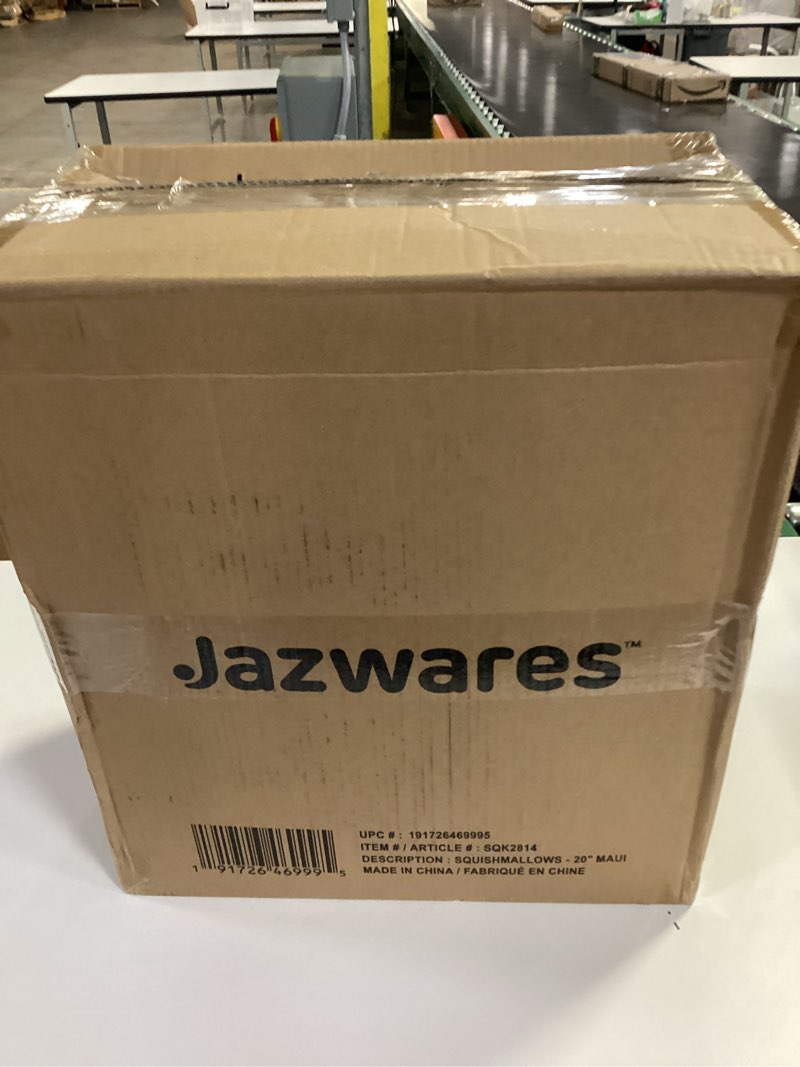 Jazwares™
UPC # : 191726469995
ITEM # / ARTICLE # : SQK2814
DESCRIPTION : SQUISHMALLOWS - 20" MAUI
MADE IN CHINA / FABRIQUÉ EN CHINE
1 91726 46999 5